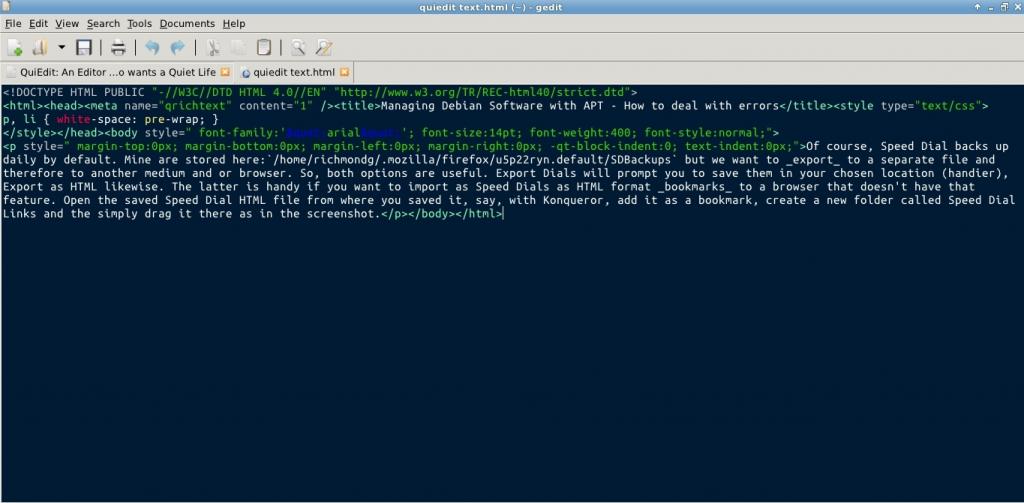 quiedit text.html (~) - gedit
File Edit View Search Tools Documents Help
QuiEdit: An Editor ...o wants a Quiet Life quiedit text.html
<!DOCTYPE HTML PUBLIC "-//W3C//DTD HTML 4.0//EN" "http://www.w3.org/TR/REC-html40/strict.dtd">
<html><head><meta name="qrichtext" content="1" /><title>Managing Debian Software with APT - How to deal with errors</title><style type="text/css">
p, li { white-space: pre-wrap; }
</style></head><body style=" font-family:'&quot;arial&quot;'; font-size:14pt; font-weight:400; font-style:normal;">
<p style=" margin-top:0px; margin-bottom:0px; margin-left:0px; margin-right:0px; -qt-block-indent:0; text-indent:0px;">Of course, Speed Dial backs up
daily by default. Mine are stored here:`/home/richmondg/.mozilla/firefox/u5p22ryn.default/SDBackups` but we want to _export_ to a separate file and
therefore to another medium and or browser. So, both options are useful. Export Dials will prompt you to save them in your chosen location (handier),
Export as HTML likewise. The latter is handy if you want to import as Speed Dials as HTML format _bookmarks_ to a browser that doesn't have that
feature. Open the saved Speed Dial HTML file from where you saved it, say, with Konqueror, add it as a bookmark, create a new folder called Speed Dial
Links and the simply drag it there as in the screenshot.</p></body></html>